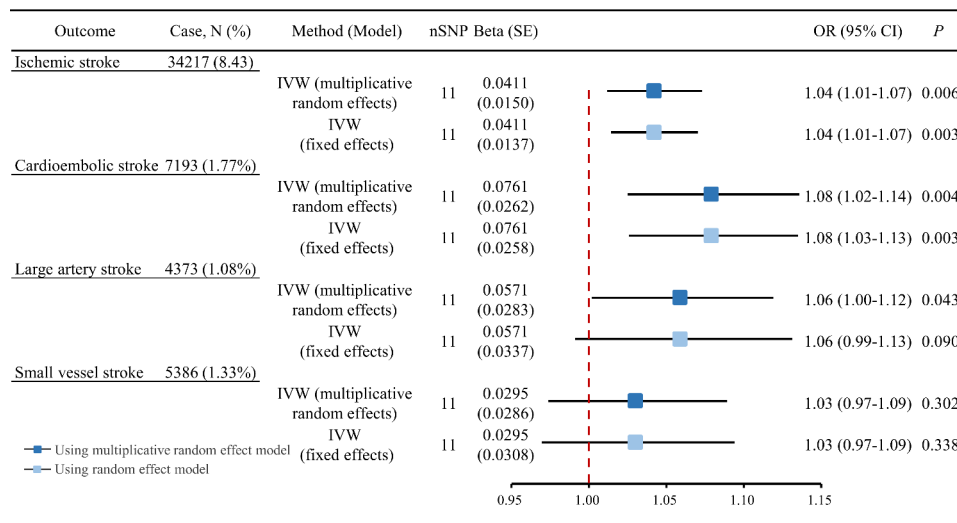 Outcome Case, N (%) Method (Model) nSNP Beta (SE) OR (95% CI) P
Ischemic stroke 34217 (8.43)
IVW (multiplicative random effects) 11 0.0411 (0.0150) 1.04 (1.01-1.07) 0.006
IVW (fixed effects) 11 0.0411 (0.0137) 1.04 (1.01-1.07) 0.003
Cardioembolic stroke 7193 (1.77%)
IVW (multiplicative random effects) 11 0.0761 (0.0262) 1.08 (1.02-1.14) 0.004
IVW (fixed effects) 11 0.0761 (0.0258) 1.08 (1.03-1.13) 0.003
Large artery stroke 4373 (1.08%)
IVW (multiplicative random effects) 11 0.0571 (0.0283) 1.06 (1.00-1.12) 0.043
IVW (fixed effects) 11 0.0571 (0.0337) 1.06 (0.99-1.13) 0.090
Small vessel stroke 5386 (1.33%)
IVW (multiplicative random effects) 11 0.0295 (0.0286) 1.03 (0.97-1.09) 0.302
IVW (fixed effects) 11 0.0295 (0.0308) 1.03 (0.97-1.09) 0.338
Using multiplicative random effect model
Using random effect model
0.95 1.00 1.05 1.10 1.15